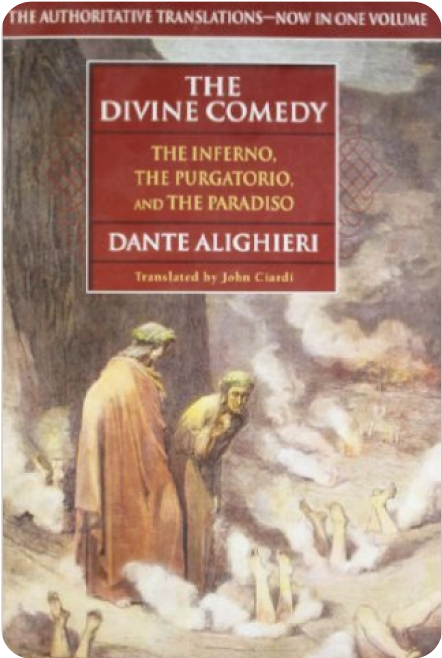 THE AUTHORITATIVE TRANSLATIONS—NOW IN ONE VOLUME
THE
DIVINE COMEDY
THE INFERNO,
THE PURGATORIO,
AND THE PARADISO
DANTE ALIGHIERI
Translated by John Ciardi